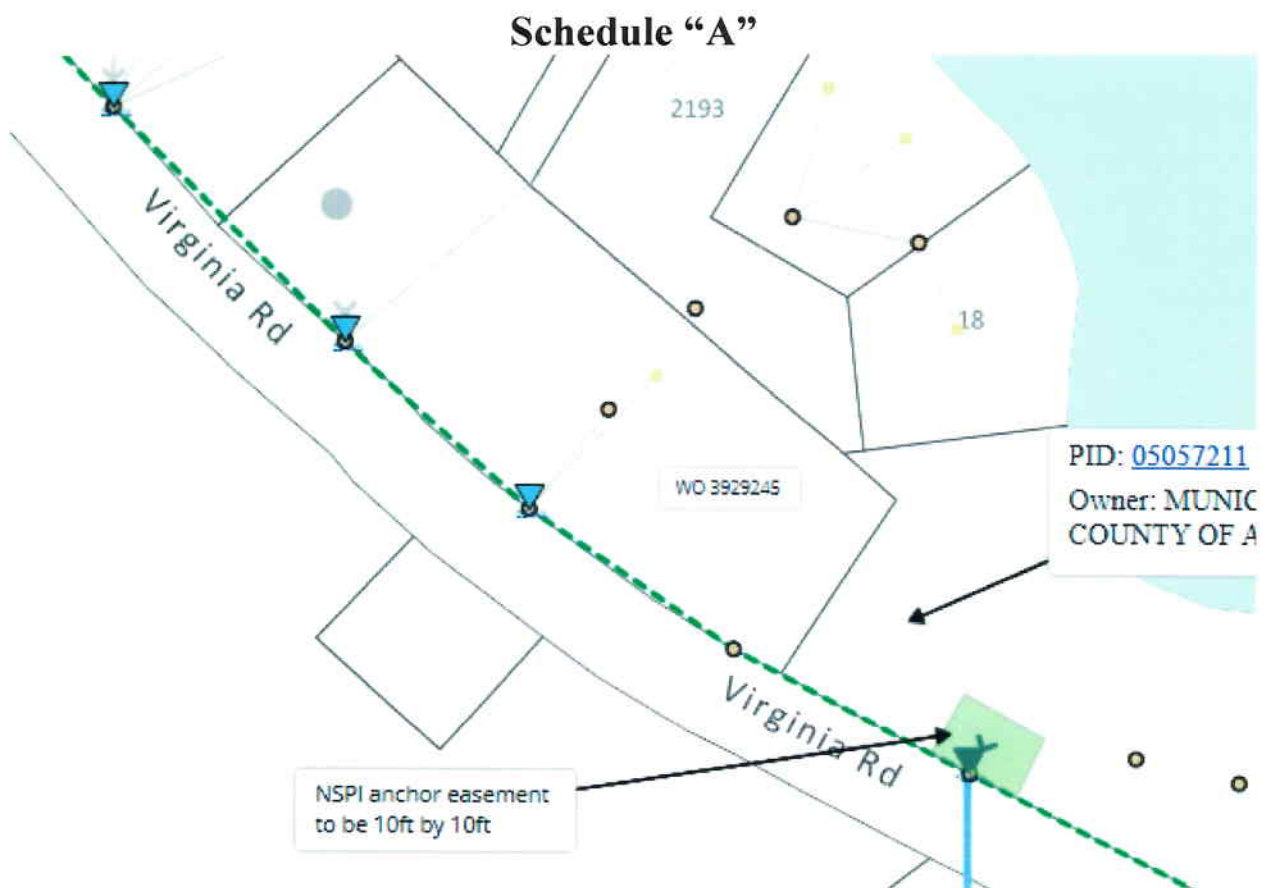 Schedule “A”
2193
Virginia Rd
18
PID: 05057211
Owner: MUNIC
COUNTY OF A
WO 3929245
Virginia Rd
NSPI anchor easement
to be 10ft by 10ft